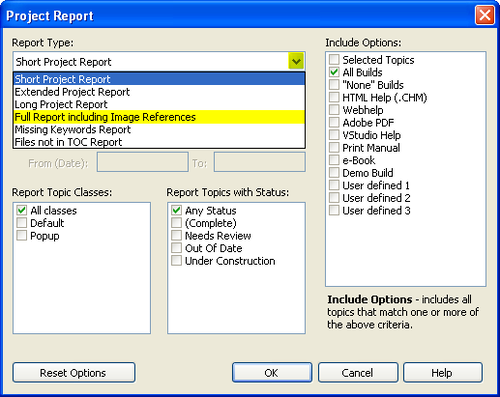 Project Report
Report Type:
Short Project Report
Short Project Report
Extended Project Report
Long Project Report
Full Report including Image References
Missing Keywords Report
Files not in TOC Report
From (Date):
To:
Report Topic Classes:
All classes
Default
Popup
Report Topics with Status:
Any Status
(Complete)
Needs Review
Out Of Date
Under Construction
Include Options:
Selected Topics
All Builds
"None" Builds
HTML Help (.CHM)
Webhelp
Adobe PDF
VStudio Help
Print Manual
e-Book
Demo Build
User defined 1
User defined 2
User defined 3
Include Options - includes all
topics that match one or more of
the above criteria.
Reset Options
OK
Cancel
Help